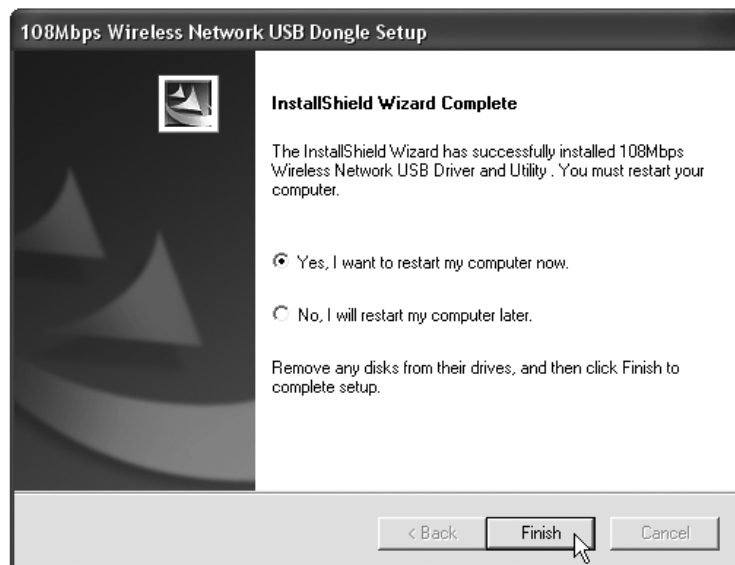 108Mbps Wireless Network USB Dongle Setup
InstallShield Wizard Complete
The InstallShield Wizard has successfully installed 108Mbps
Wireless Network USB Driver and Utility . You must restart your
computer.
Yes, I want to restart my computer now.
No, I will restart my computer later.
Remove any disks from their drives, and then click Finish to
complete setup.
< Back Finish Cancel